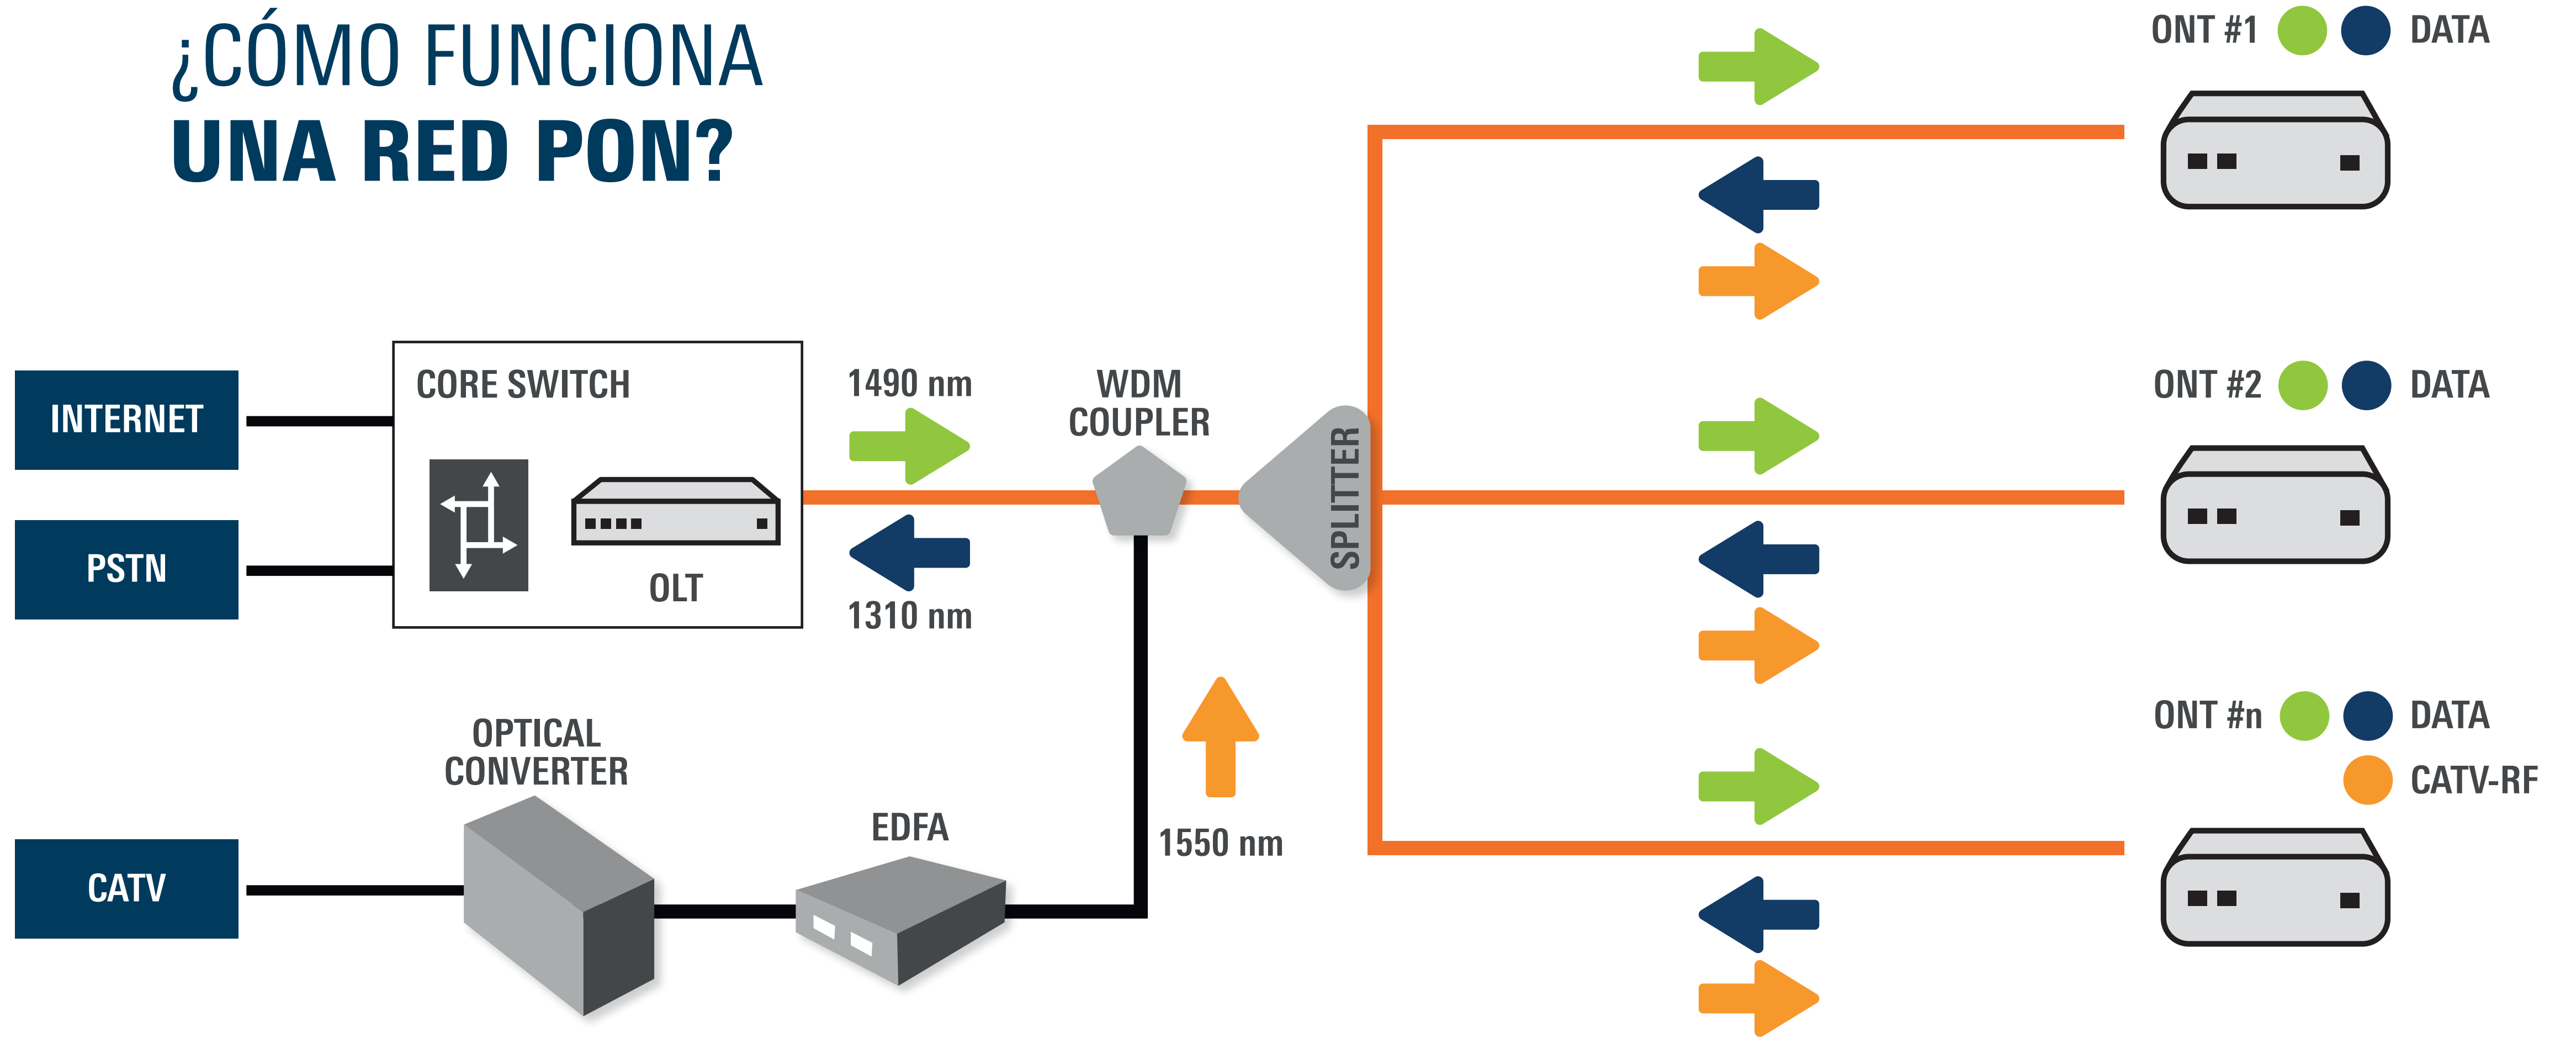 ¿CÓMO FUNCIONA
UNA RED PON?
ONT #1
DATA
INTERNET
PSTN
CORE SWITCH
OLT
1490 nm
1310 nm
WDM
COUPLER
SPLITTER
ONT #2
DATA
OPTICAL
CONVERTER
CATV
EDFA
1550 nm
ONT #n
DATA
CATV-RF